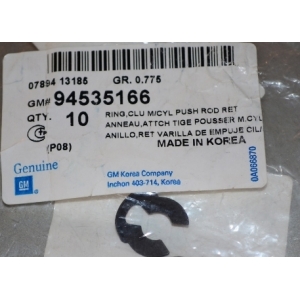 07894 13185 GR. 0.775
GM# 94535166
QTY. 10
RING,CLU M/CYL PUSH ROD RET
ANNEAU,ATTCH TIGE POUSSER M.CYL
ANILLO,RET VARILLA DE EMPUJE CIL
(P08)
MADE IN KOREA
Genuine
GM
GM Korea Company
Inchon 403-714, Korea
0A066870